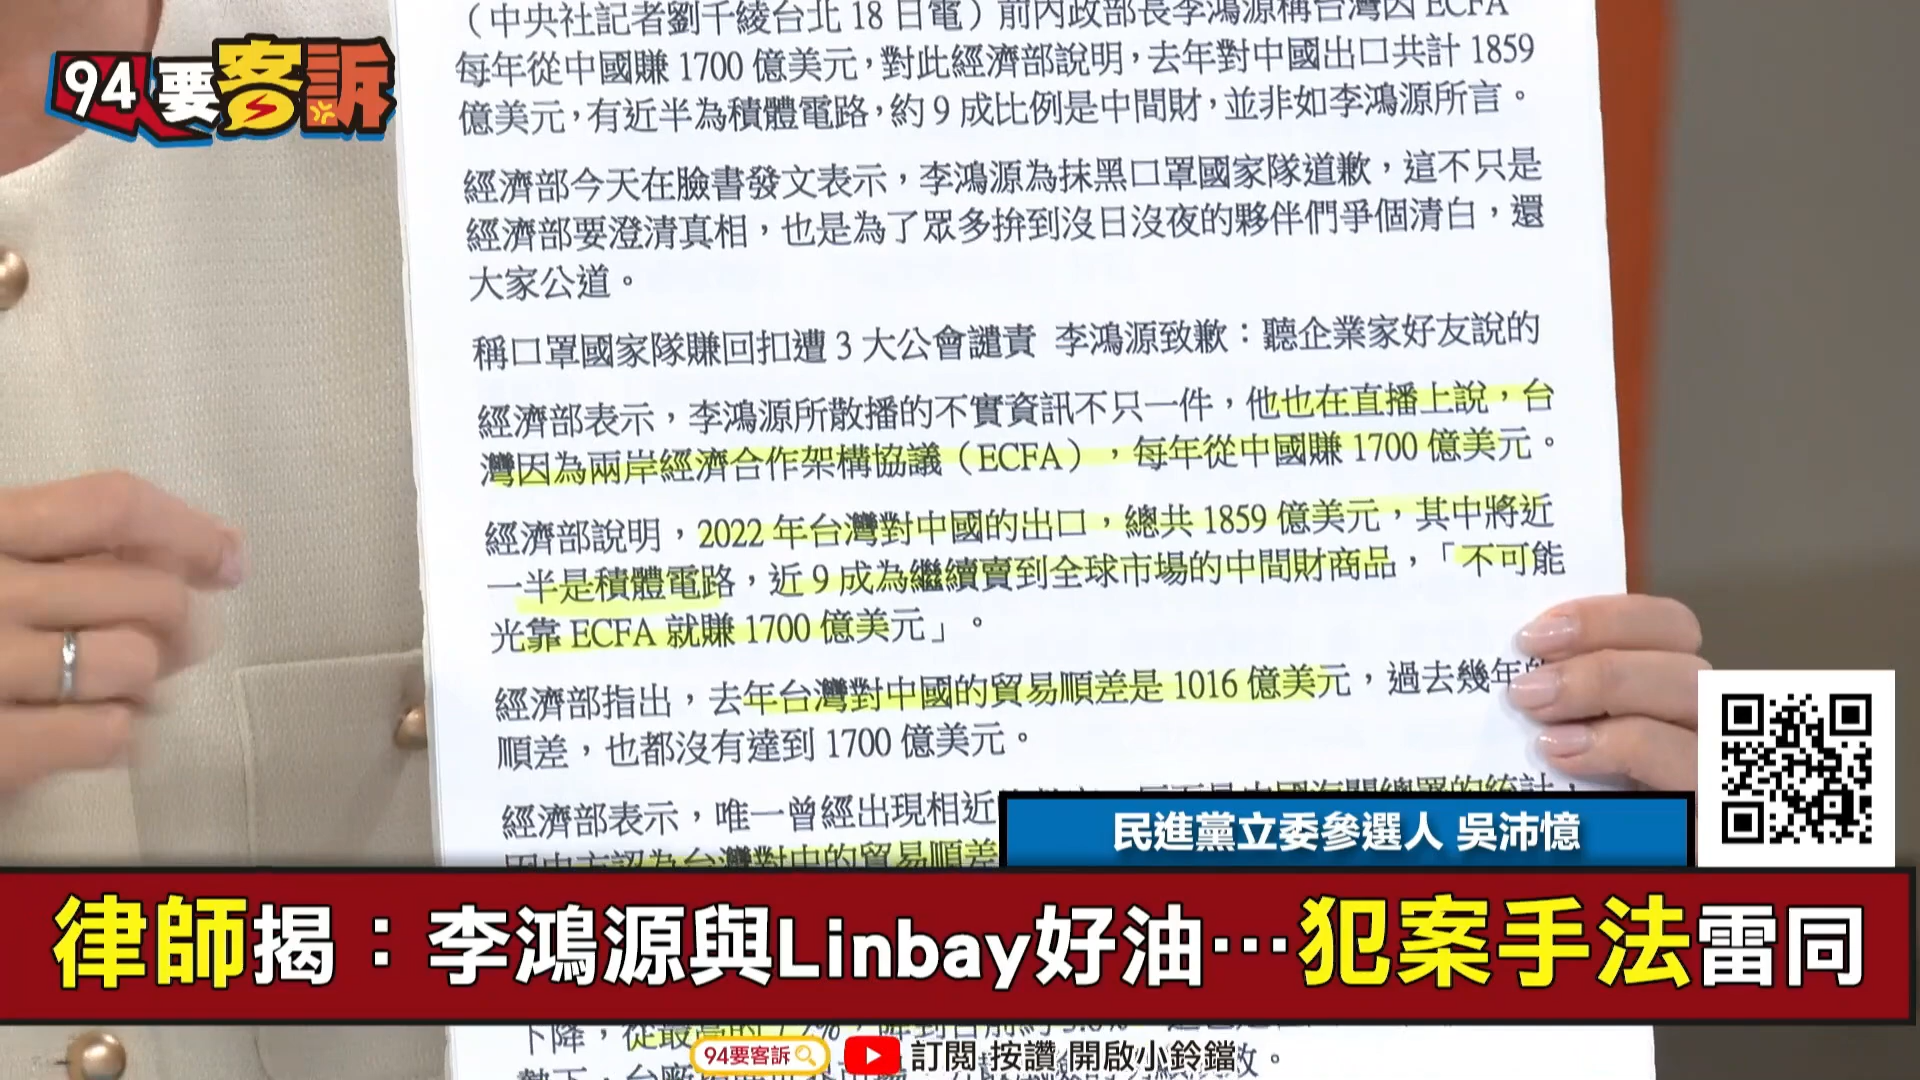 94要客訴
（中央社記者劉千綾台北 18 日電）前內政部長李鴻源稱台灣因 ECFA
每年從中國賺 1700 億美元，對此經濟部說明，去年對中國出口共計 1859
億美元，有近半為積體電路，約 9 成比例是中間財，並非如李鴻源所言。
經濟部今天在臉書發文表示，李鴻源為抹黑口罩國家隊道歉，這不只是
經濟部要澄清真相，也是為了眾多拚到沒日沒夜的夥伴們爭個清白，還
大家公道。
稱口罩國家隊賺回扣遭 3 大公會譴責 李鴻源致歉：聽企業家好友說的
經濟部表示，李鴻源所散播的不實資訊不只一件，他也在直播上說，台
灣因為兩岸經濟合作架構協議（ECFA），每年從中國賺 1700 億美元。
經濟部說明，2022 年台灣對中國的出口，總共 1859 億美元，其中將近
一半是積體電路，近 9 成為繼續賣到全球市場的中間財商品，「不可能
光靠 ECFA 就賺 1700 億美元」。
經濟部指出，去年台灣對中國的貿易順差是 1016 億美元，過去幾年
順差，也都沒有達到 1700 億美元。
經濟部表示，唯一曾經出現相近
因中方認為台灣對中的貿易順差
民進黨立委參選人 吳沛憶
律師揭：李鴻源與Linbay好油…犯案手法雷同
下降，從最高的
94要客訴
訂閱 按讚 開啟小鈴鐺